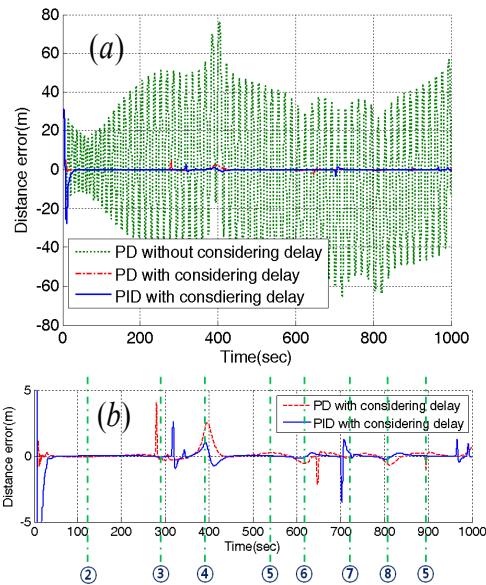 80
(a)
60
40
20
0
-20
-40
-60
-80
Distance error(m)
PD without considering delay
PD with considering delay
PID with consdiering delay
0 200 400 600 800 1000
Time(sec)
5
(b)
0
-5
Distance error(m)
PD with considering delay
PID with considering delay
0 100 200 300 400 500 600 700 800 900 1000
Time(sec)
② ③ ④ ⑤ ⑥ ⑦ ⑧ ⑤